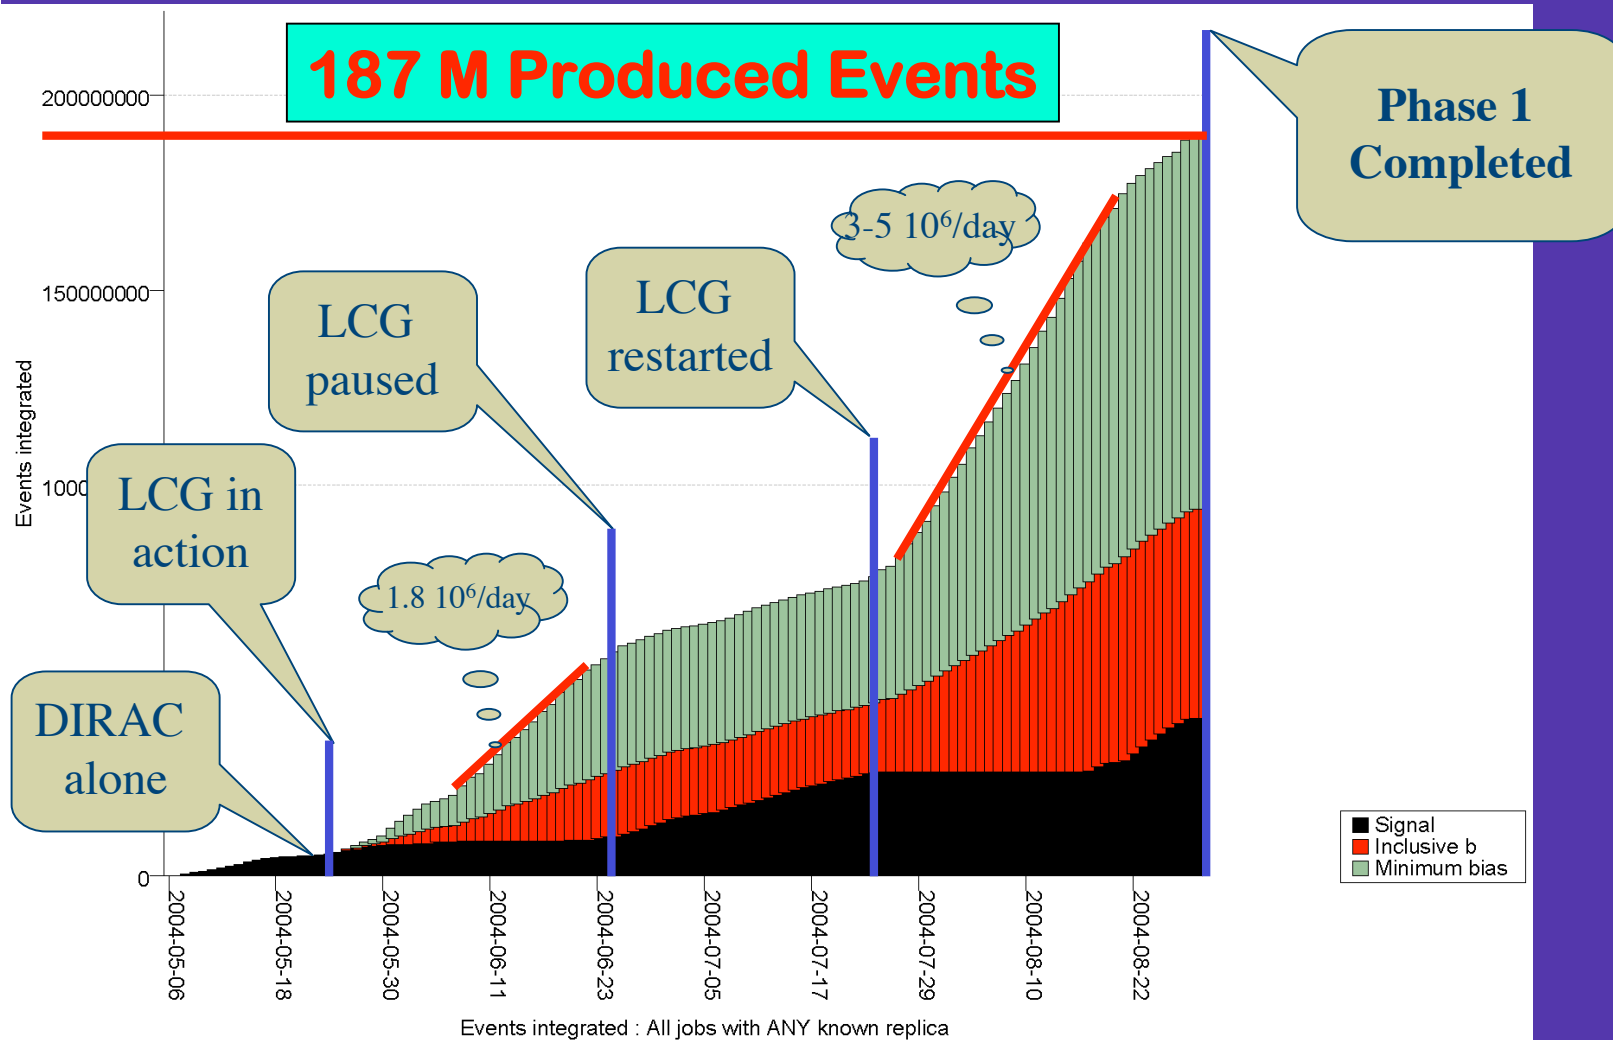 187 M Produced Events
Phase 1
Completed
200000000
150000000
1000
0
Events integrated
3-5 10⁶/day
LCG
restarted
LCG
paused
LCG in
action
1.8 10⁶/day
DIRAC
alone
Signal
Inclusive b
Minimum bias
2004-05-06
2004-05-18
2004-05-30
2004-06-11
2004-06-23
2004-07-05
2004-07-17
2004-07-29
2004-08-10
2004-08-22
Events integrated : All jobs with ANY known replica